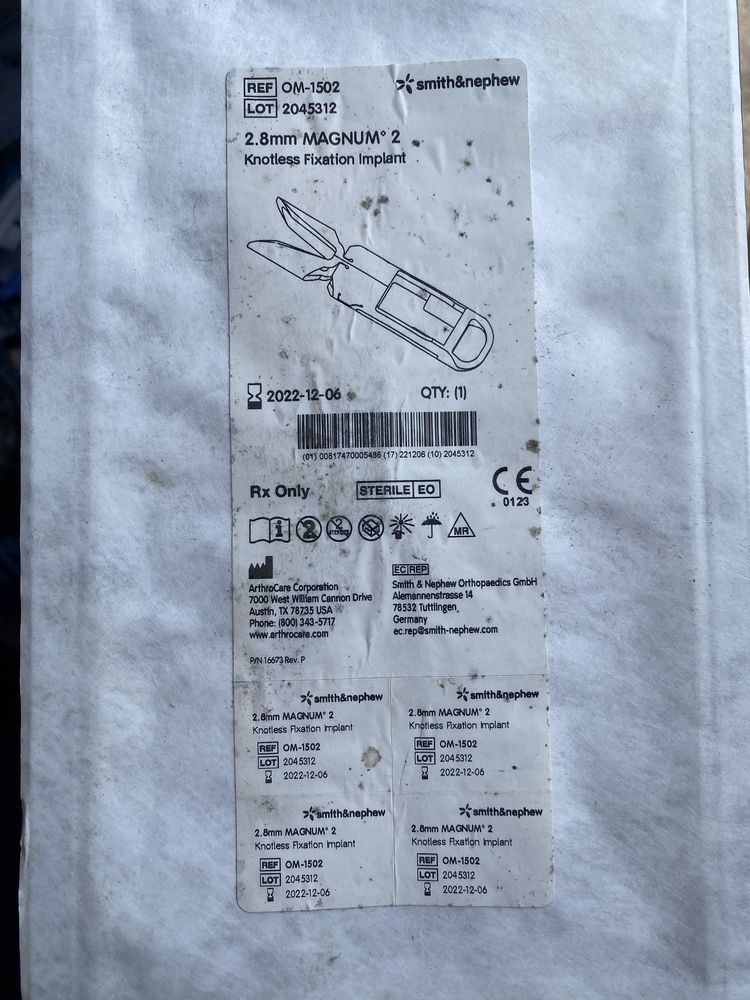 REF OM-1502
smith&nephew
LOT 2045312
2.8mm MAGNUM° 2
Knotless Fixation Implant
2022-12-06
QTY: (1)
(01) 00817470005486 (17) 221206 (10) 2045312
Rx Only
STERILE EO
CE
0123
i 2 2 STERILIZE MR
ArthroCare Corporation
7000 West William Cannon Drive
Austin, TX 78735 USA
Phone: (800) 343-5717
www.arthrocare.com
EC REP
Smith & Nephew Orthopaedics GmbH
Alemannenstrasse 14
78532 Tuttlingen,
Germany
ec.rep@smith-nephew.com
P/N 16673 Rev. P
smith&nephew
2.8mm MAGNUM° 2
Knotless Fixation Implant
REF OM-1502
LOT 2045312
2022-12-06
smith&nephew
2.8mm MAGNUM° 2
Knotless Fixation Implant
REF OM-1502
LOT 2045312
2022-12-06
smith&nephew
2.8mm MAGNUM° 2
Knotless Fixation Implant
REF OM-1502
LOT 2045312
2022-12-06
smith&nephew
2.8mm MAGNUM° 2
Knotless Fixation Implant
REF OM-1502
LOT 2045312
2022-12-06